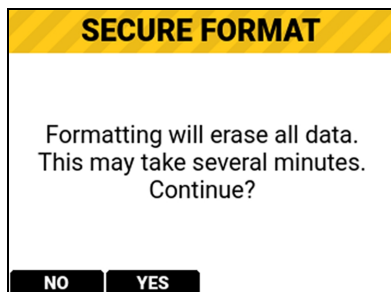 SECURE FORMAT
Formatting will erase all data.
This may take several minutes.
Continue?
NO YES